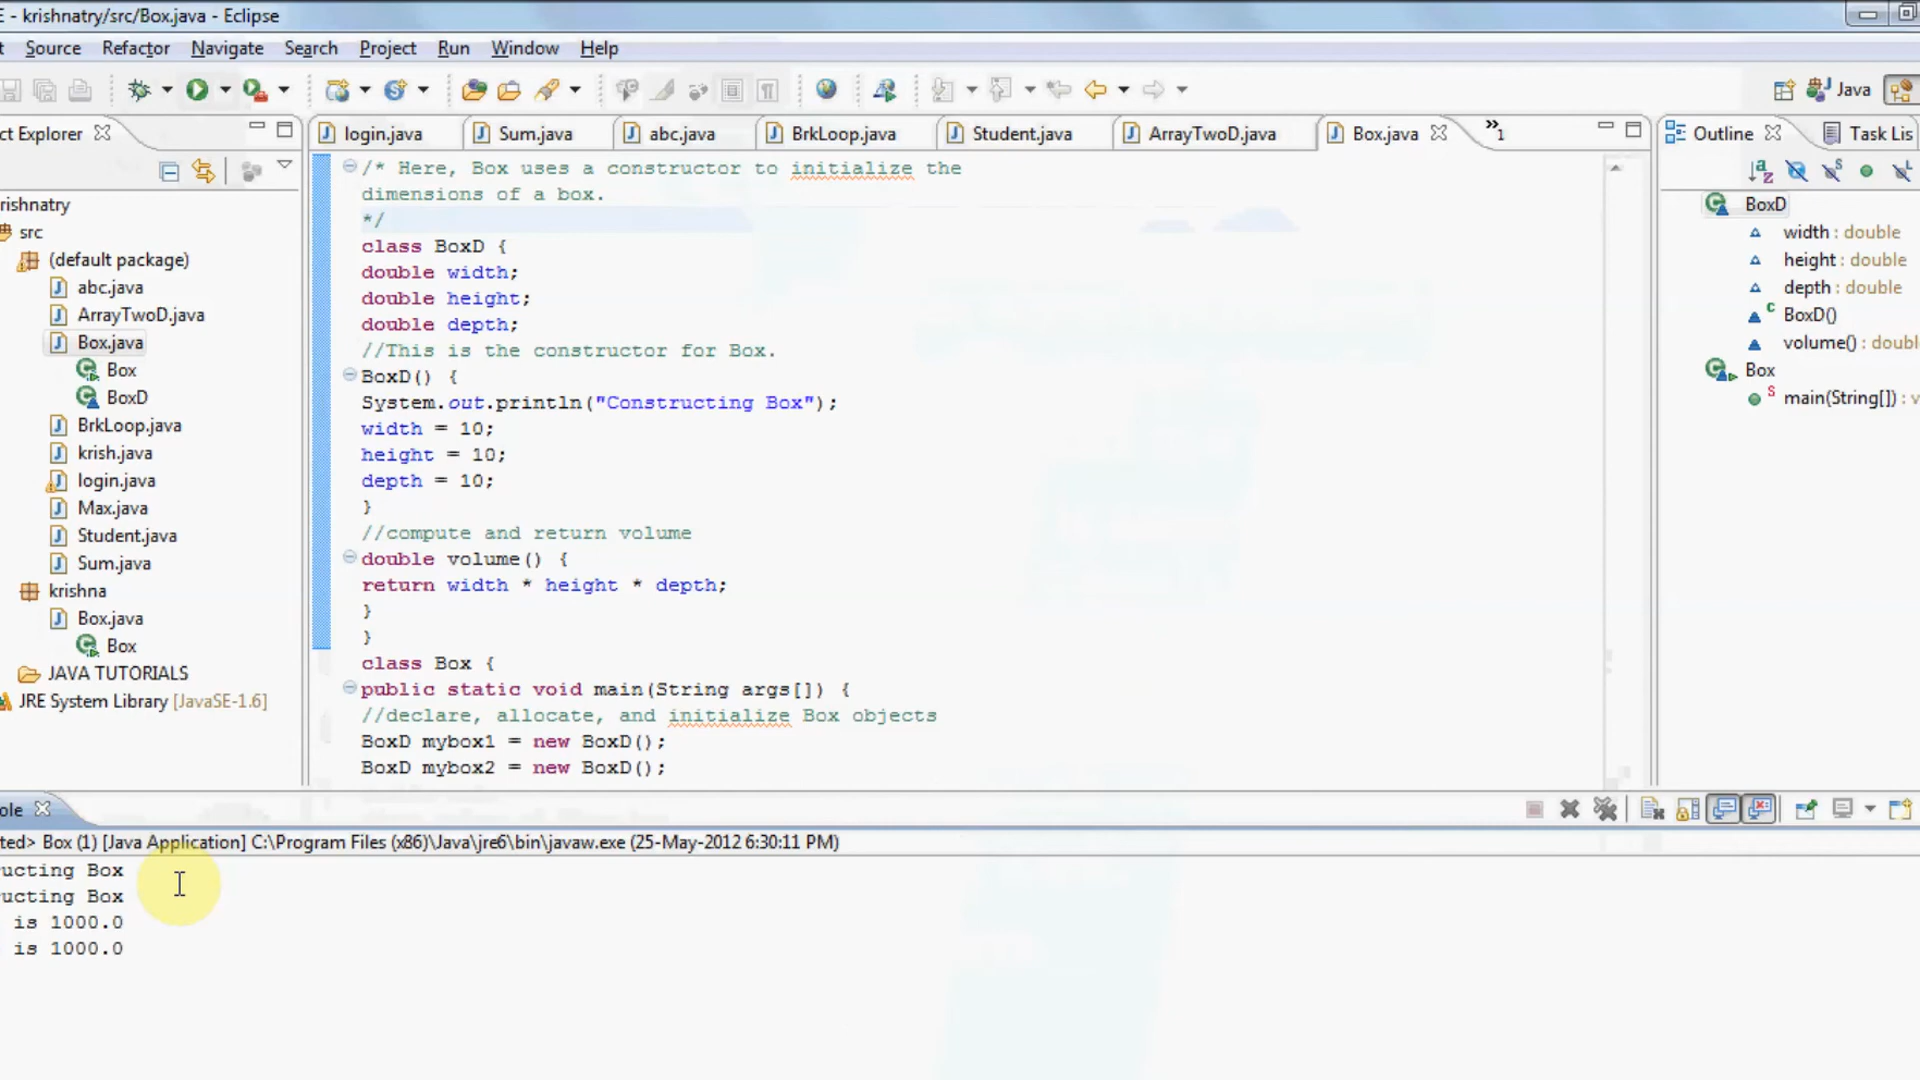 E - krishnatry/src/Box.java - Eclipse
t Source Refactor Navigate Search Project Run Window Help
Java
ct Explorer
login.java Sum.java abc.java BrkLoop.java Student.java ArrayTwoD.java Box.java »1
Outline Task Lis
rishnatry
src
(default package)
abc.java
ArrayTwoD.java
Box.java
Box
BoxD
BrkLoop.java
krish.java
login.java
Max.java
Student.java
Sum.java
krishna
Box.java
Box
JAVA TUTORIALS
JRE System Library [JavaSE-1.6]
/* Here, Box uses a constructor to initialize the
dimensions of a box.
*/
class BoxD {
double width;
double height;
double depth;
//This is the constructor for Box.
BoxD() {
System.out.println("Constructing Box");
width = 10;
height = 10;
depth = 10;
}
//compute and return volume
double volume() {
return width * height * depth;
}
}
class Box {
public static void main(String args[]) {
//declare, allocate, and initialize Box objects
BoxD mybox1 = new BoxD();
BoxD mybox2 = new BoxD();
BoxD
width : double
height : double
depth : double
BoxD()
volume() : doubl
Box
main(String[]) : v
ole
ted> Box (1) [Java Application] C:\Program Files (x86)\Java\jre6\bin\javaw.exe (25-May-2012 6:30:11 PM)
ucting Box
ucting Box
is 1000.0
is 1000.0